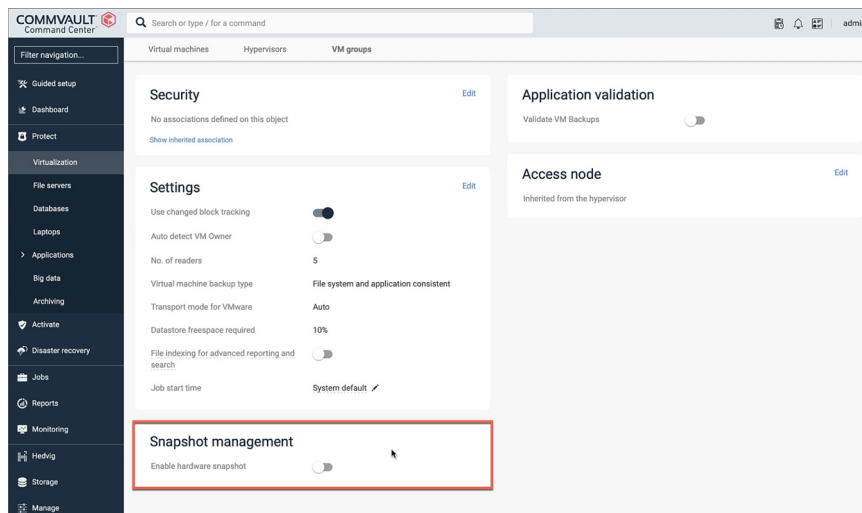 COMMVAULT
Command Center
Search or type / for a command
Filter navigation...
Guided setup
Dashboard
Protect
Virtualization
File servers
Databases
Laptops
Applications
Big data
Archiving
Activate
Disaster recovery
Jobs
Reports
Monitoring
Hedvig
Storage
Manage
Virtual machines Hypervisors VM groups
Security Edit
No associations defined on this object
Show inherited association
Settings Edit
Use changed block tracking
Auto detect VM Owner
No. of readers 5
Virtual machine backup type File system and application consistent
Transport mode for VMware Auto
Datastore freespace required 10%
File indexing for advanced reporting and
search
Job start time System default
Snapshot management
Enable hardware snapshot
Application validation
Validate VM Backups
Access node Edit
Inherited from the hypervisor